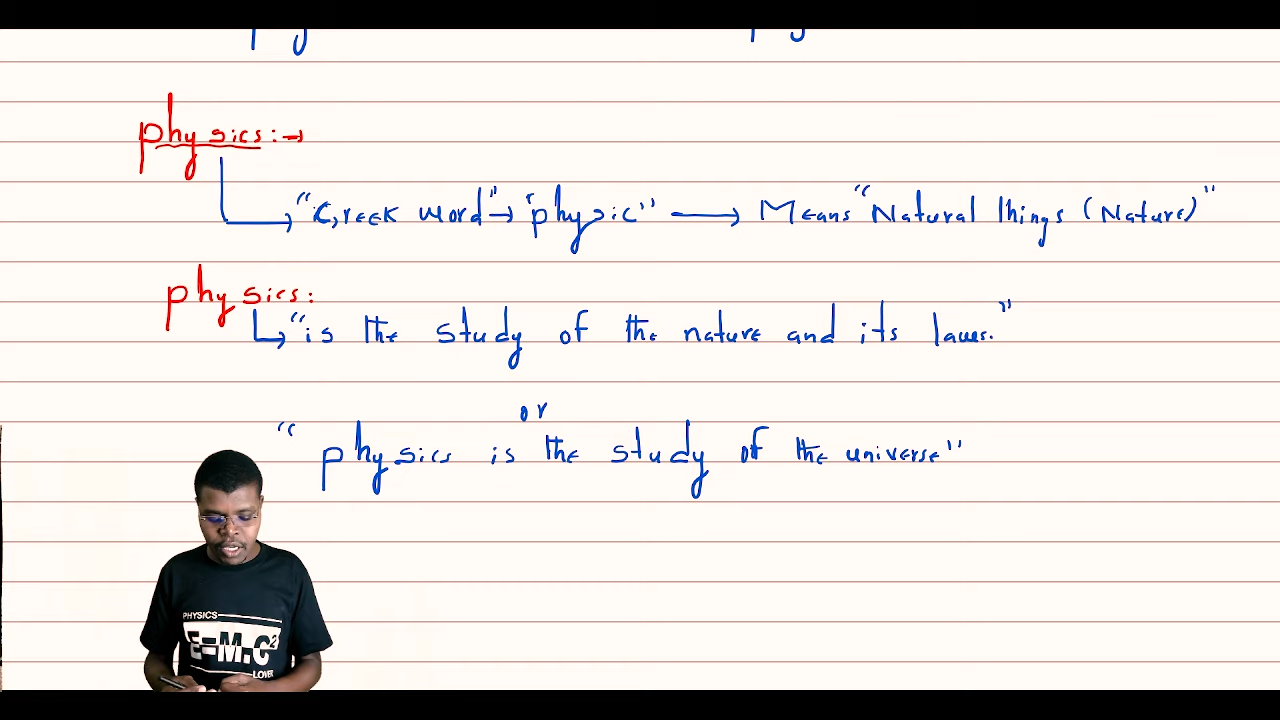 physics :→
"Greek word" → "physic" → Means "Natural things (Nature)"
physics:
"is the study of the nature and its laws."
or
"physics is the study of the universe"
PHYSICS
E=M.C²
LOVER